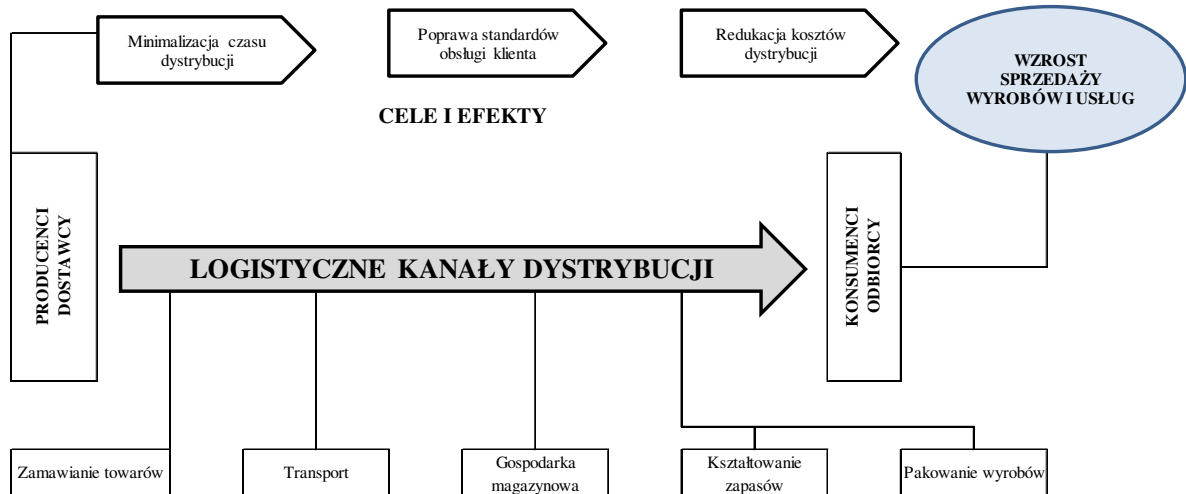 Minimalizacja czasu
dystrybucji
Poprawa standardów
obsługi klienta
Redukacja kosztów
dystrybucji
WZROST
SPRZEDAŻY
WYROBÓW I USŁUG
CELE I EFEKTY
PRODUCENCI
DOSTAWCY
LOGISTYCZNE KANAŁY DYSTRYBUCJI
KONSUMENCI
ODBIORCY
Zamawianie towarów
Transport
Gospodarka
magazynowa
Kształtowanie
zapasów
Pakowanie wyrobów